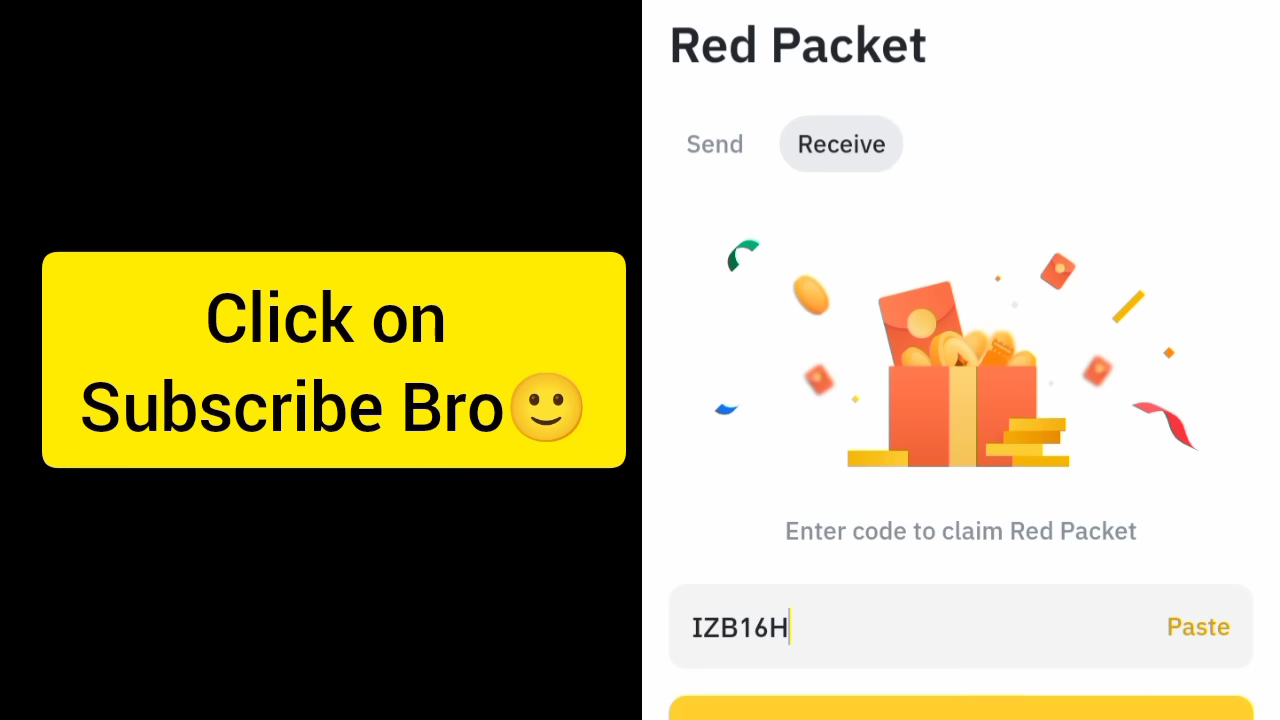 Click on
Subscribe Bro🙂
Red Packet
Send
Receive
Enter code to claim Red Packet
IZB16H
Paste